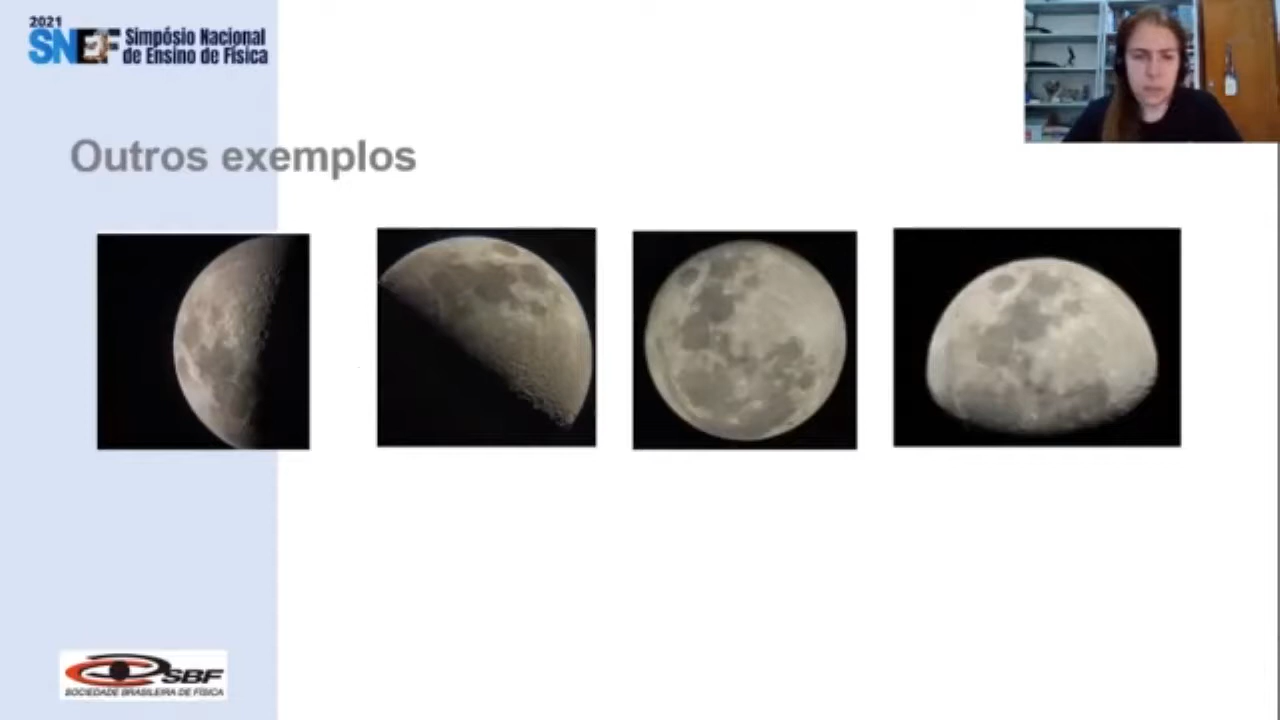 2021
SNEF Simpósio Nacional
de Ensino de Física
Outros exemplos
SBF
SOCIEDADE BRASILEIRA DE FÍSICA